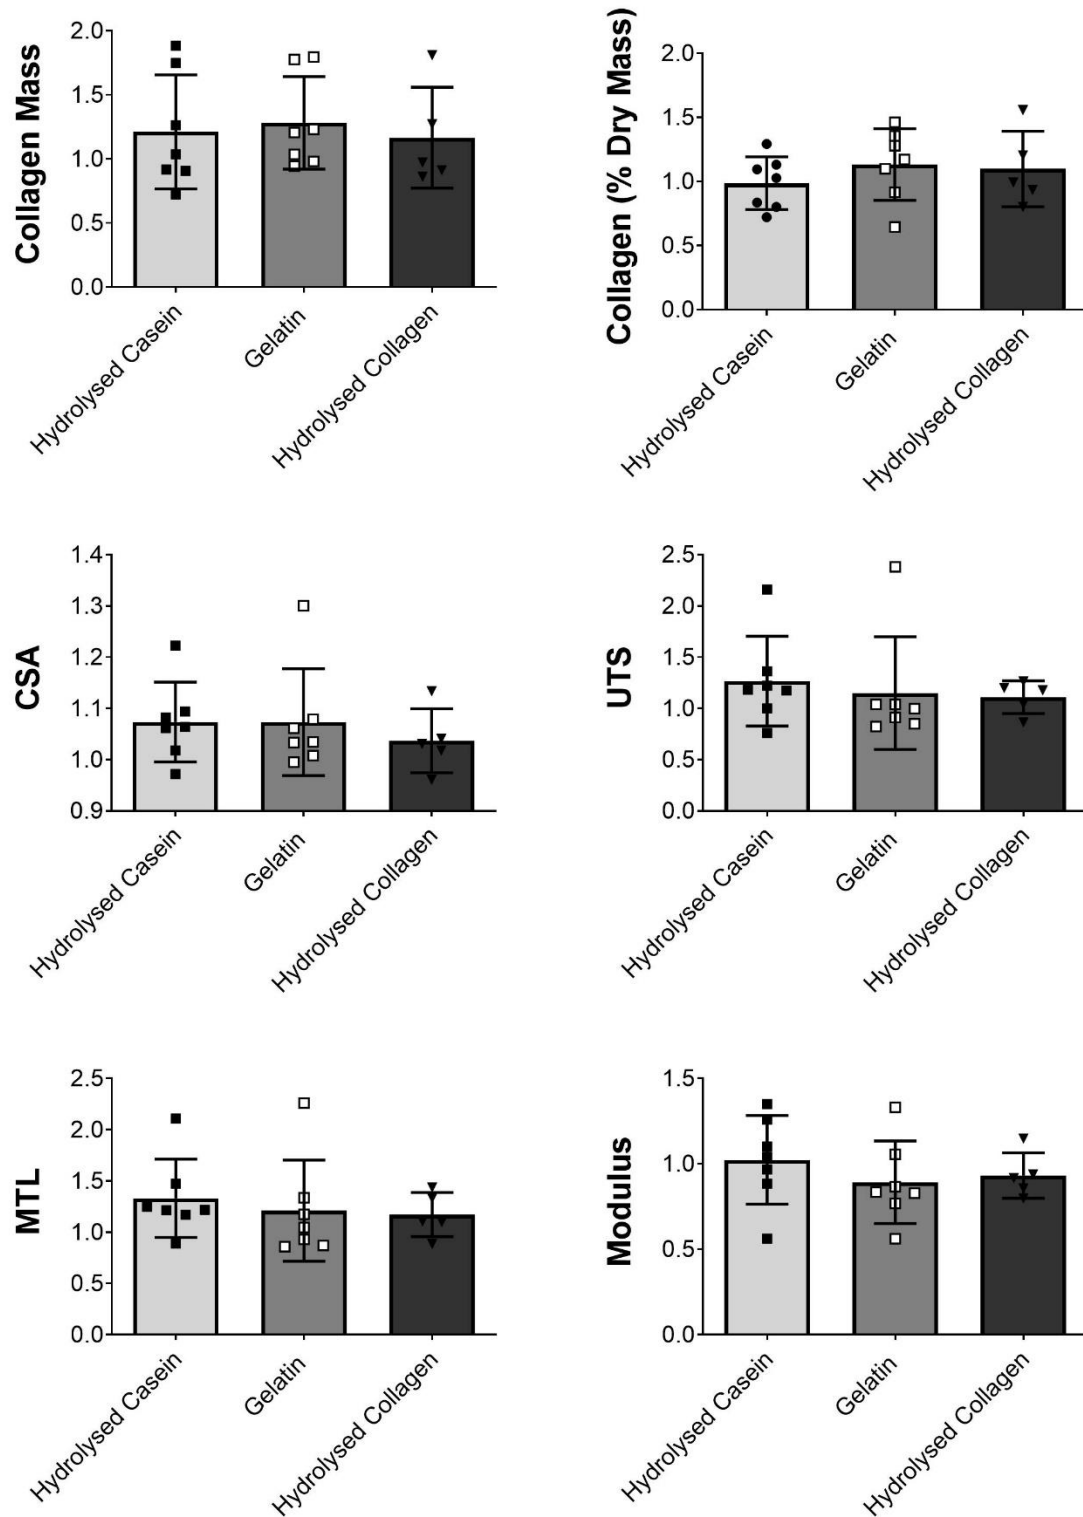 Collagen Mass
2.0
1.5
1.0
0.5
0.0
Hydrolysed Casein
Gelatin
Hydrolysed Collagen
Collagen (% Dry Mass)
2.0
1.5
1.0
0.5
0.0
Hydrolysed Casein
Gelatin
Hydrolysed Collagen
CSA
1.4
1.3
1.2
1.1
1.0
0.9
Hydrolysed Casein
Gelatin
Hydrolysed Collagen
UTS
2.5
2.0
1.5
1.0
0.5
0.0
Hydrolysed Casein
Gelatin
Hydrolysed Collagen
MTL
2.5
2.0
1.5
1.0
0.5
0.0
Hydrolysed Casein
Gelatin
Hydrolysed Collagen
Modulus
1.5
1.0
0.5
0.0
Hydrolysed Casein
Gelatin
Hydrolysed Collagen